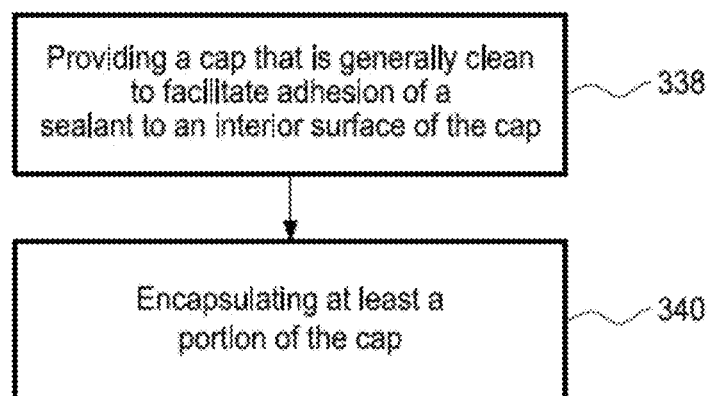 Providing a cap that is generally clean
to facilitate adhesion of a
sealant to an interior surface of the cap
338
Encapsulating at least a
portion of the cap
340